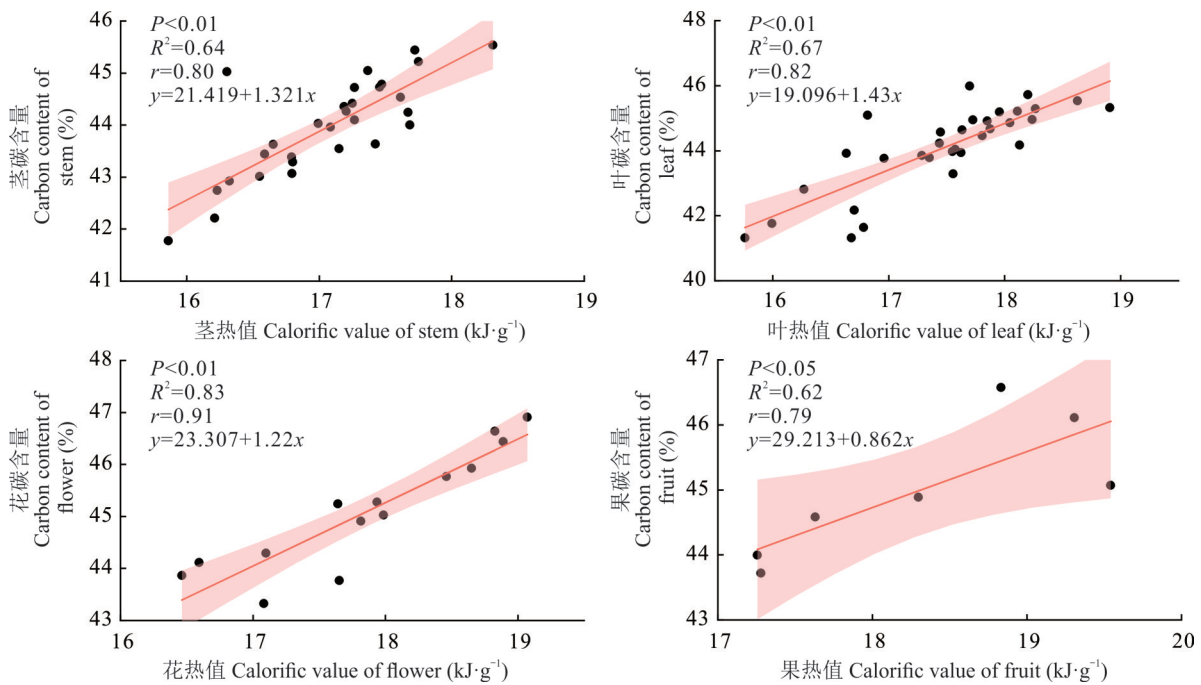 茎碳含量
Carbon content of
stem (%)
46
45
44
43
42
41
P<0.01
R²=0.64
r=0.80
y=21.419+1.321x
16
17
18
19
茎热值 Calorific value of stem (kJ·g⁻¹)
叶碳含量
Carbon content of
leaf (%)
48
46
44
42
40
P<0.01
R²=0.67
r=0.82
y=19.096+1.43x
16
17
18
19
叶热值 Calorific value of leaf (kJ·g⁻¹)
花碳含量
Carbon content of
flower (%)
48
47
46
45
44
43
P<0.01
R²=0.83
r=0.91
y=23.307+1.22x
16
17
18
19
花热值 Calorific value of flower (kJ·g⁻¹)
果碳含量
Carbon content of
fruit (%)
47
46
45
44
43
P<0.05
R²=0.62
r=0.79
y=29.213+0.862x
17
18
19
20
果热值 Calorific value of fruit (kJ·g⁻¹)